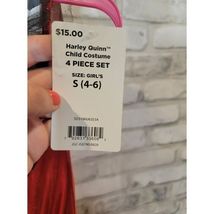 $15.00
Harley Quinn™
Child Costume
4 PIECE SET
SIZE: GIRL'S
S (4-6)